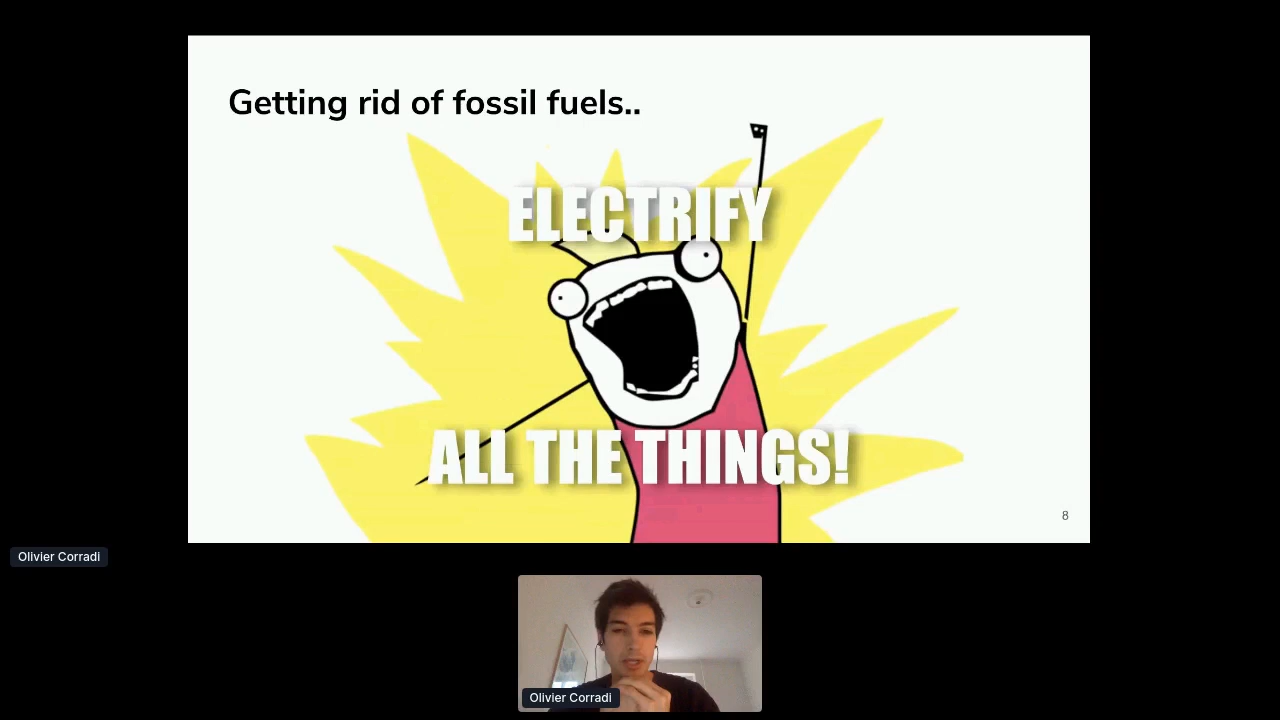 Getting rid of fossil fuels..
ELECTRIFY
ALL THE THINGS!
8
Olivier Corradi
Olivier Corradi